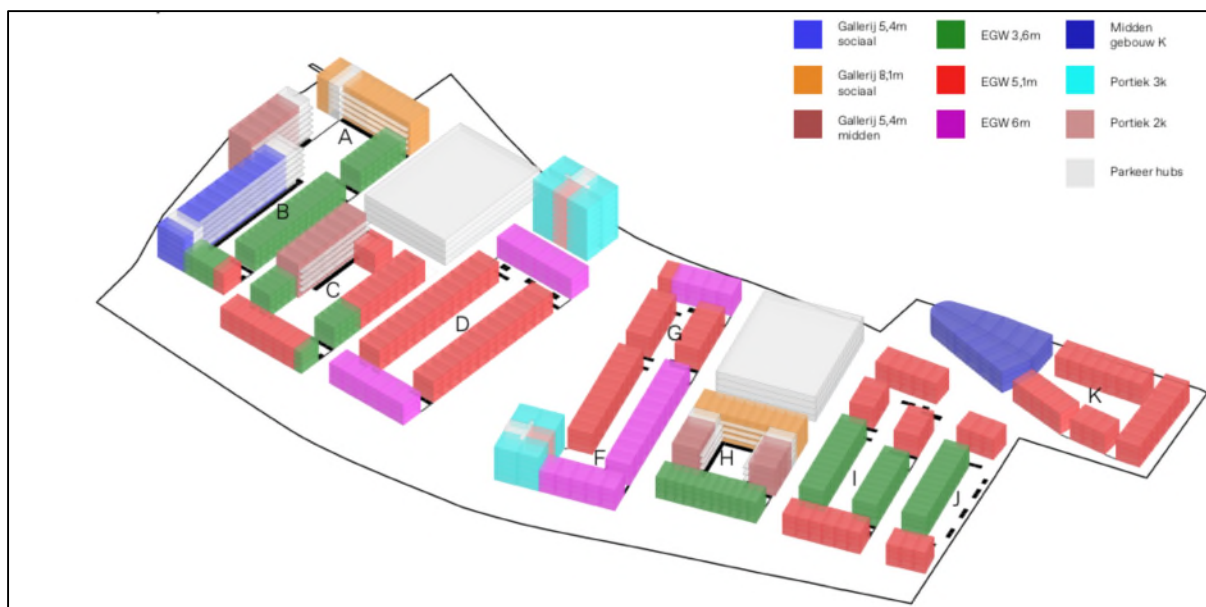 Gallerij 5,4m
sociaal
EGW 3,6m
Midden
gebouw K
Gallerij 8,1m
sociaal
EGW 5,1m
Portiek 3k
Gallerij 5,4m
midden
EGW 6m
Portiek 2k
Parkeer hubs
A
B
C
D
G
F
H
I
J
K